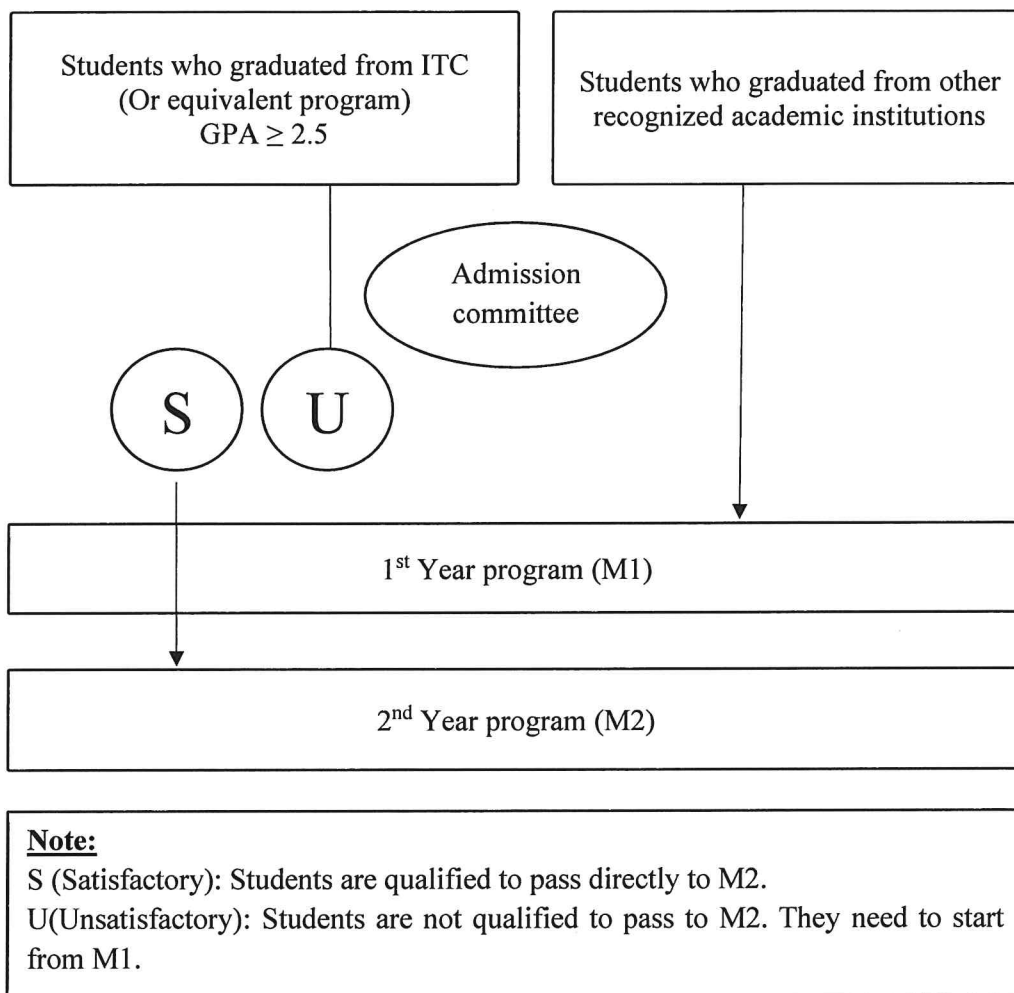 Students who graduated from ITC
(Or equivalent program)
GPA ≥ 2.5
Students who graduated from other
recognized academic institutions
Admission
committee
S
U
1st Year program (M1)
2nd Year program (M2)
Note:
S (Satisfactory): Students are qualified to pass directly to M2.
U(Unsatisfactory): Students are not qualified to pass to M2. They need to start
from M1.